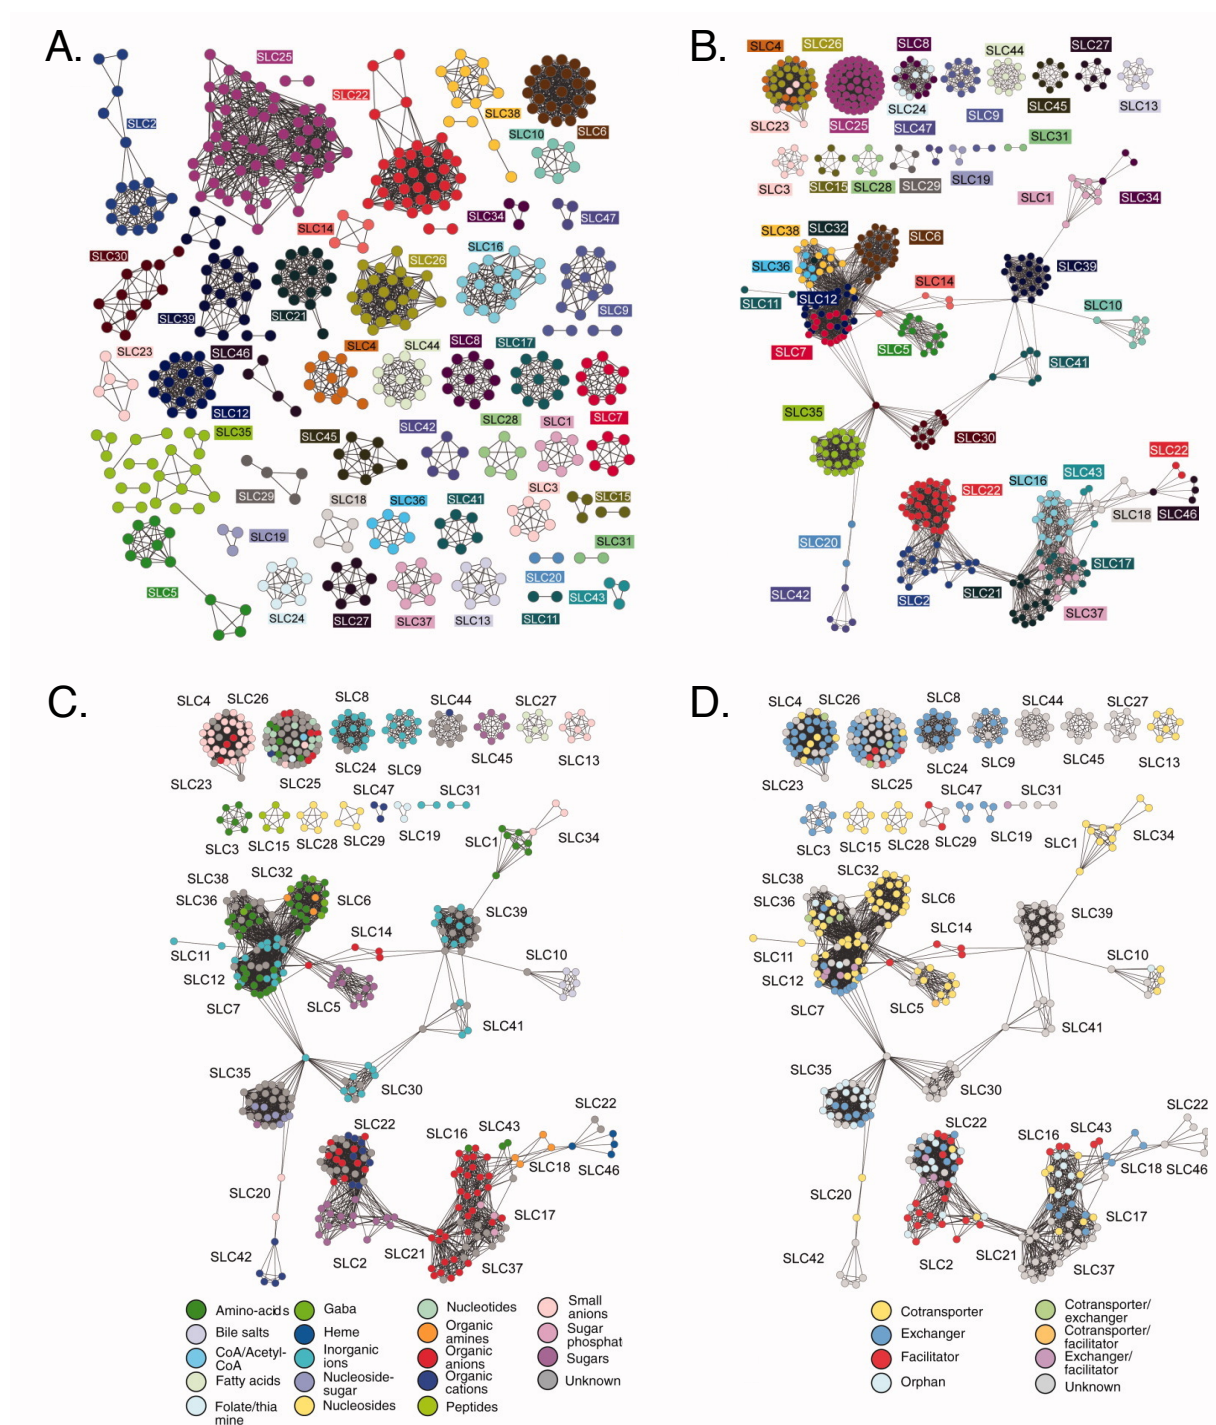 A.
SLC25
SLC22
SLC2
SLC38
SLC6
SLC10
SLC34
SLC47
SLC14
SLC30
SLC26
SLC16
SLC39
SLC21
SLC9
SLC23
SLC46
SLC4
SLC44
SLC8
SLC17
SLC12
SLC7
SLC35
SLC45
SLC42
SLC28
SLC1
SLC29
SLC18
SLC36
SLC41
SLC3
SLC15
SLC19
SLC31
SLC20
SLC43
SLC5
SLC24
SLC27
SLC37
SLC13
SLC11
B.
SLC4
SLC26
SLC8
SLC44
SLC27
SLC24
SLC9
SLC45
SLC13
SLC23
SLC25
SLC47
SLC31
SLC3
SLC15
SLC28
SLC29
SLC19
SLC1
SLC34
SLC38
SLC32
SLC6
SLC36
SLC39
SLC14
SLC11
SLC12
SLC10
SLC7
SLC5
SLC41
SLC35
SLC30
SLC22
SLC16
SLC43
SLC22
SLC18
SLC46
SLC20
SLC17
SLC42
SLC2
SLC21
SLC37
C.
SLC4
SLC26
SLC8
SLC44
SLC27
SLC24
SLC9
SLC45
SLC13
SLC23
SLC25
SLC47
SLC31
SLC3
SLC15
SLC28
SLC29
SLC19
SLC1
SLC34
SLC38
SLC32
SLC36
SLC6
SLC39
SLC14
SLC11
SLC10
SLC12
SLC7
SLC5
SLC41
SLC35
SLC30
SLC22
SLC16
SLC43
SLC22
SLC18
SLC46
SLC20
SLC17
SLC42
SLC2
SLC21
SLC37
Amino-acids
Bile salts
CoA/Acetyl-
CoA
Fatty acids
Folate/thia
mine
Gaba
Heme
Inorganic
ions
Nucleoside-
sugar
Nucleosides
Nucleotides
Organic
amines
Organic
anions
Organic
cations
Peptides
Small
anions
Sugar
phosphat
Sugars
Unknown
D.
SLC4
SLC26
SLC8
SLC44
SLC27
SLC24
SLC9
SLC45
SLC13
SLC23
SLC25
SLC47
SLC31
SLC3
SLC15
SLC28
SLC29
SLC19
SLC1
SLC34
SLC38
SLC32
SLC36
SLC6
SLC39
SLC14
SLC11
SLC10
SLC12
SLC7
SLC5
SLC41
SLC35
SLC30
SLC22
SLC16
SLC43
SLC22
SLC18
SLC46
SLC20
SLC17
SLC42
SLC2
SLC21
SLC37
Cotransporter
Exchanger
Facilitator
Orphan
Cotransporter/
exchanger
Cotransporter/
facilitator
Exchanger/
facilitator
Unknown